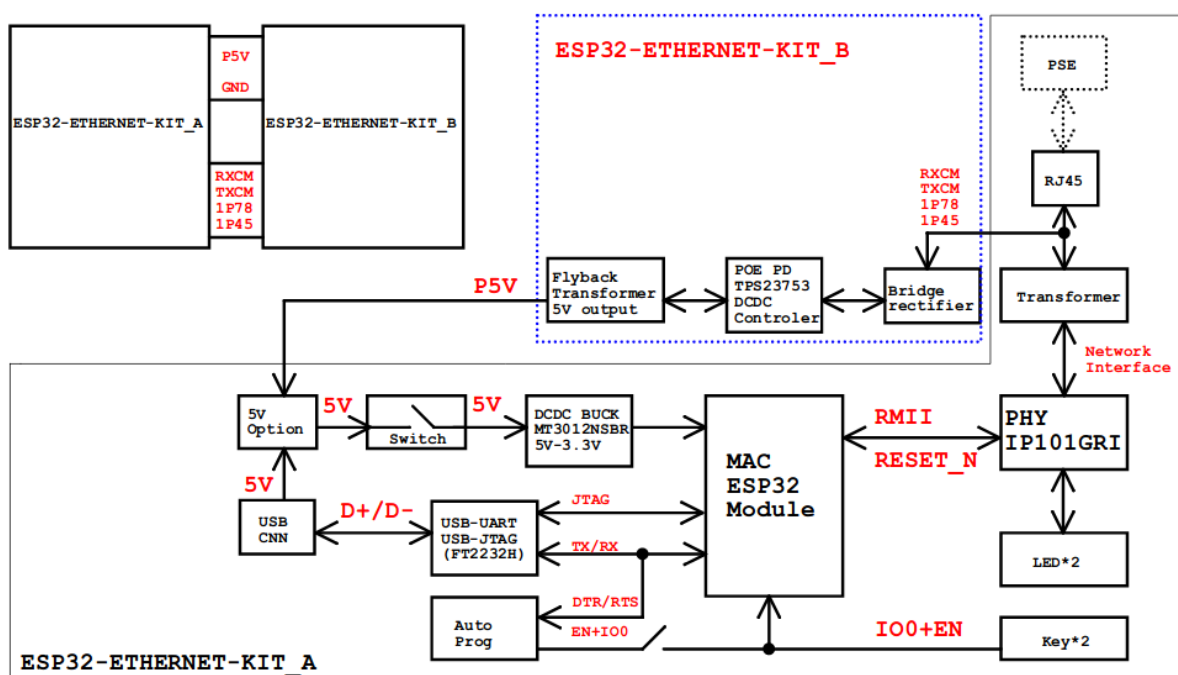 ESP32-ETHERNET-KIT_A
P5V
GND
RXCM
TXCM
1P78
1P45
ESP32-ETHERNET-KIT_B
ESP32-ETHERNET-KIT_B
PSE
RJ45
RXCM
TXCM
1P78
1P45
P5V
Flyback
Transformer
5V output
POE PD
TPS23753
DCDC
Controler
Bridge
rectifier
Transformer
Network
Interface
5V
Option
5V
Switch
5V
DCDC BUCK
MT3012NSBR
5V-3.3V
MAC
ESP32
Module
RMII
RESET_N
PHY
IP101GRI
5V
USB
CNN
D+/D-
USB-UART
USB-JTAG
(FT2232H)
JTAG
TX/RX
LED*2
DTR/RTS
Auto
Prog
EN+IO0
IO0+EN
Key*2
ESP32-ETHERNET-KIT_A